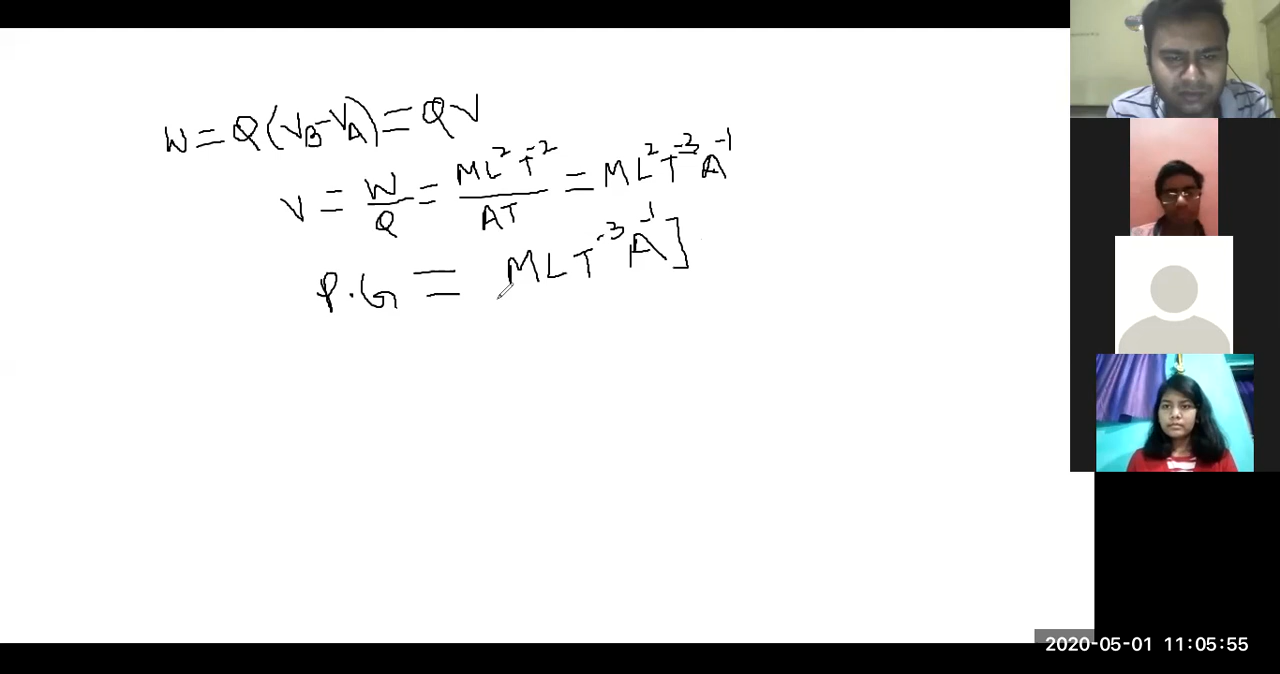 W = Q(V_B - V_A) = QV
V = W/Q = ML²T⁻²/AT = ML²T⁻³A⁻¹
P.G = MLT⁻³A⁻¹]
2020-05-01 11:05:55